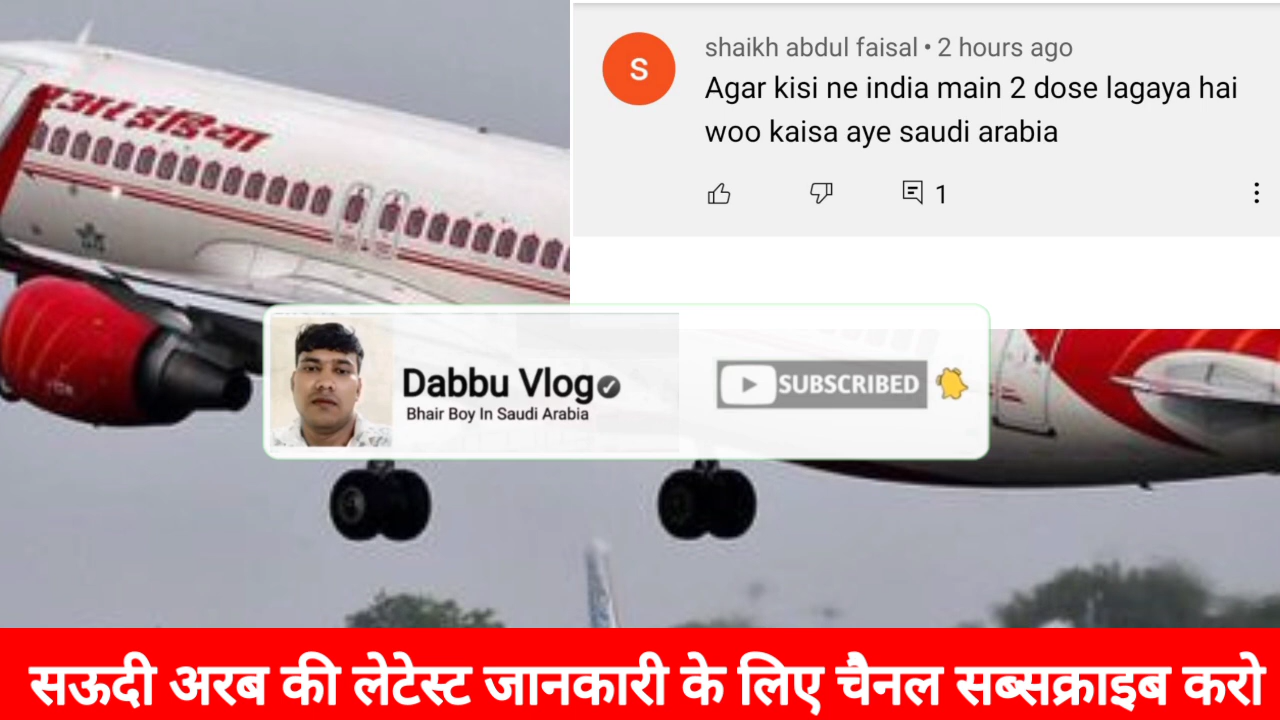 एअर इंडिया
S
shaikh abdul faisal • 2 hours ago
Agar kisi ne india main 2 dose lagaya hai
woo kaisa aye saudi arabia
1
Dabbu Vlog
Bhair Boy In Saudi Arabia
SUBSCRIBED
सऊदी अरब की लेटेस्ट जानकारी के लिए चैनल सब्सक्राइब करो